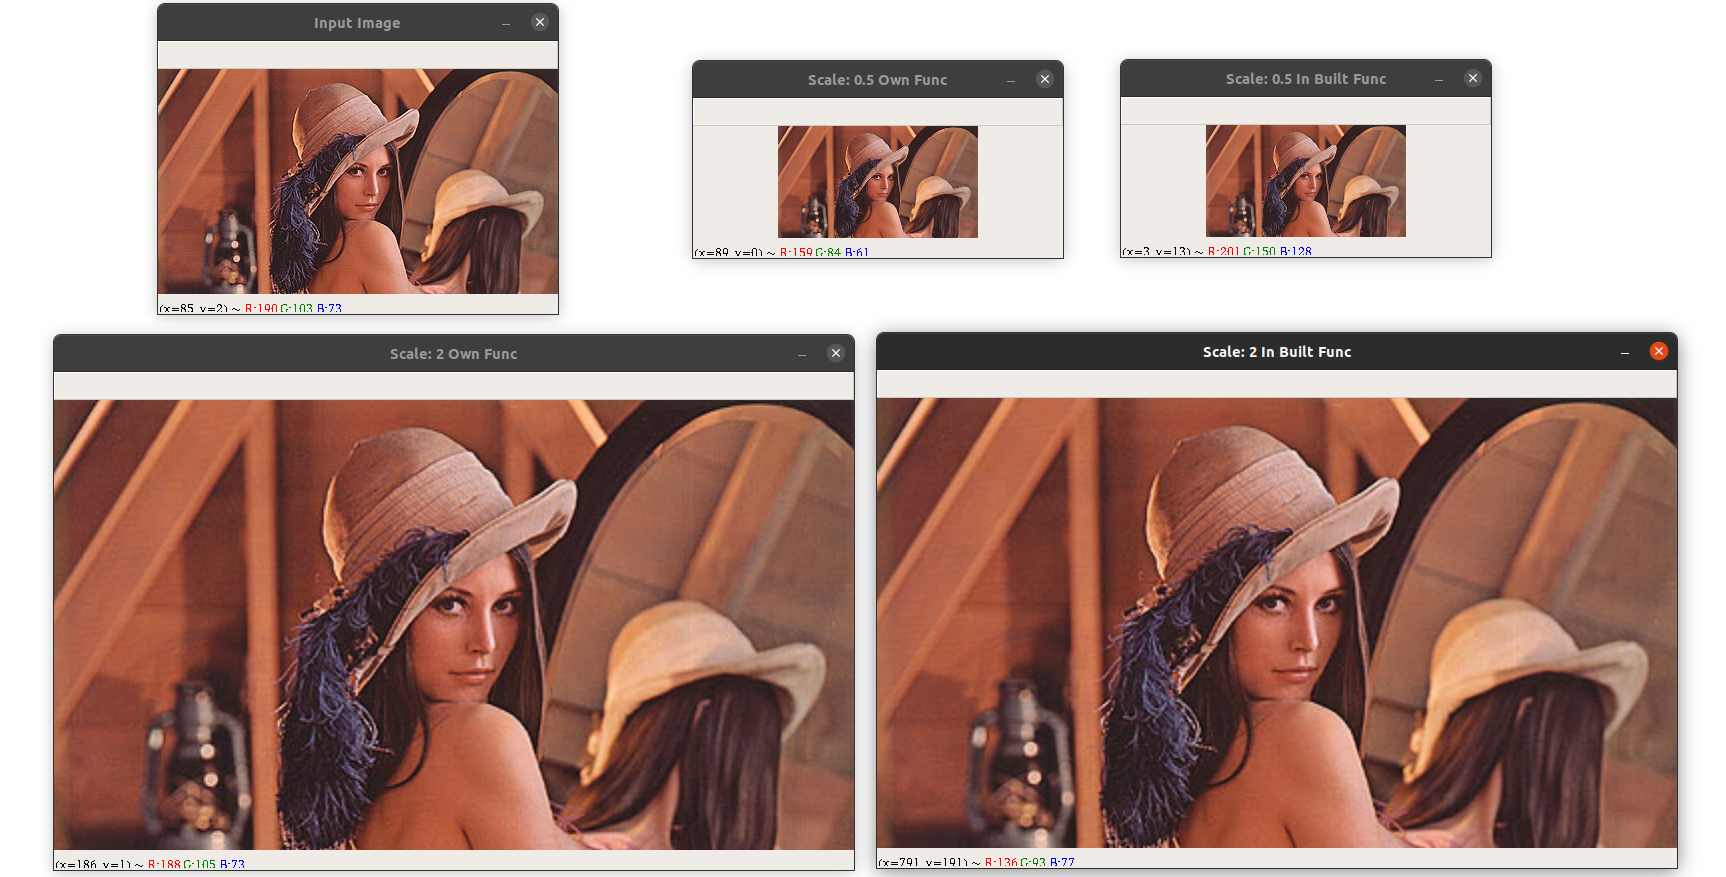 Input Image
(x=85, y=2) ~ R:190 G:103 B:73
Scale: 0.5 Own Func
(x=89, y=0) ~ R:159 G:84 B:61
Scale: 0.5 In Built Func
(x=3, y=13) ~ R:201 G:150 B:128
Scale: 2 Own Func
(x=186, y=1) ~ R:188 G:105 B:73
Scale: 2 In Built Func
(x=791, y=191) ~ R:136 G:93 B:77